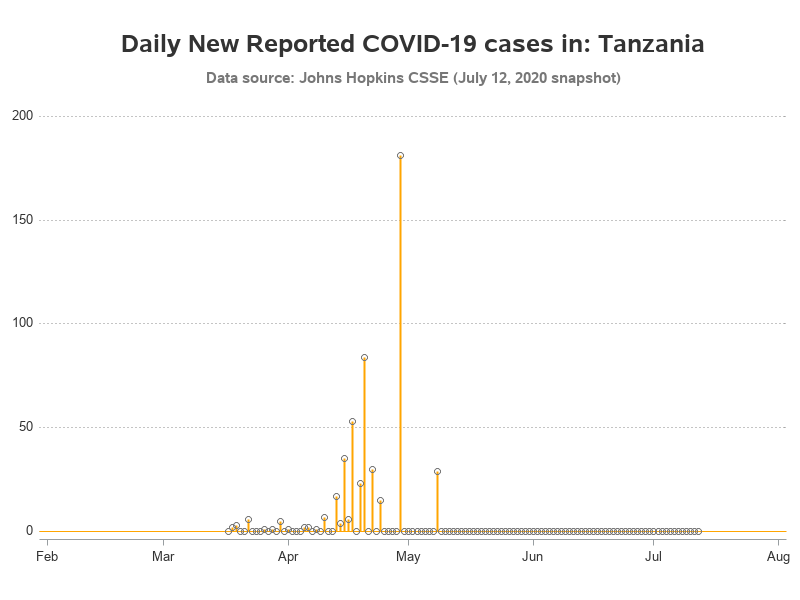 Daily New Reported COVID-19 cases in: Tanzania
Data source: Johns Hopkins CSSE (July 12, 2020 snapshot)
200
150
100
50
0
Feb Mar Apr May Jun Jul Aug